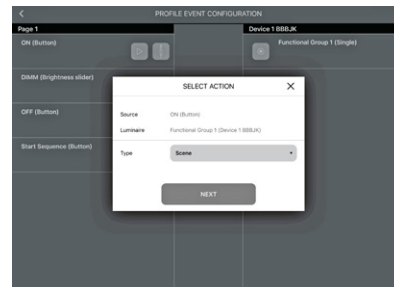 PROFILE EVENT CONFIGURATION
Page 1
Device 1 BBBJK
ON (Button)
Functional Group 1 (Single)
DIMM (Brightness slider)
OFF (Button)
Start Sequence (Button)
SELECT ACTION
Source ON (Button)
Luminaire Functional Group 1 (Device 1 BBBJK)
Type Scene
NEXT